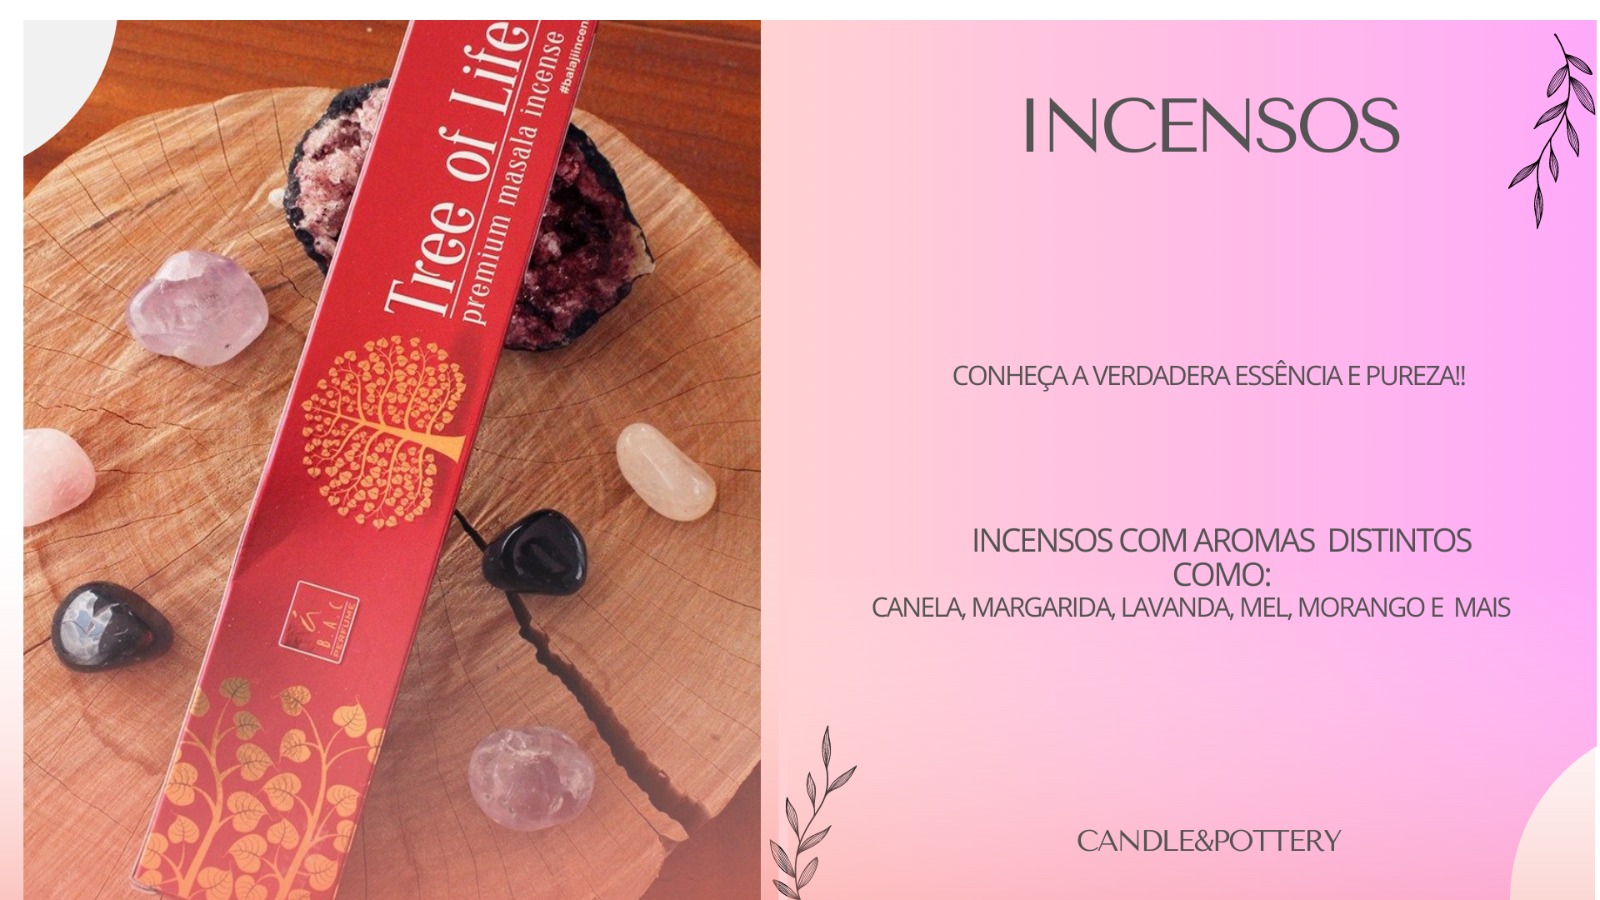 Tree of Life
premium masala incense
B.A.C
PERFUME
INCENSOS
CONHEÇA A VERDADERA ESSÊNCIA E PUREZA!!
INCENSOS COM AROMAS DISTINTOS
COMO:
CANELA, MARGARIDA, LAVANDA, MEL, MORANGO E MAIS
CANDLE&POTTERY